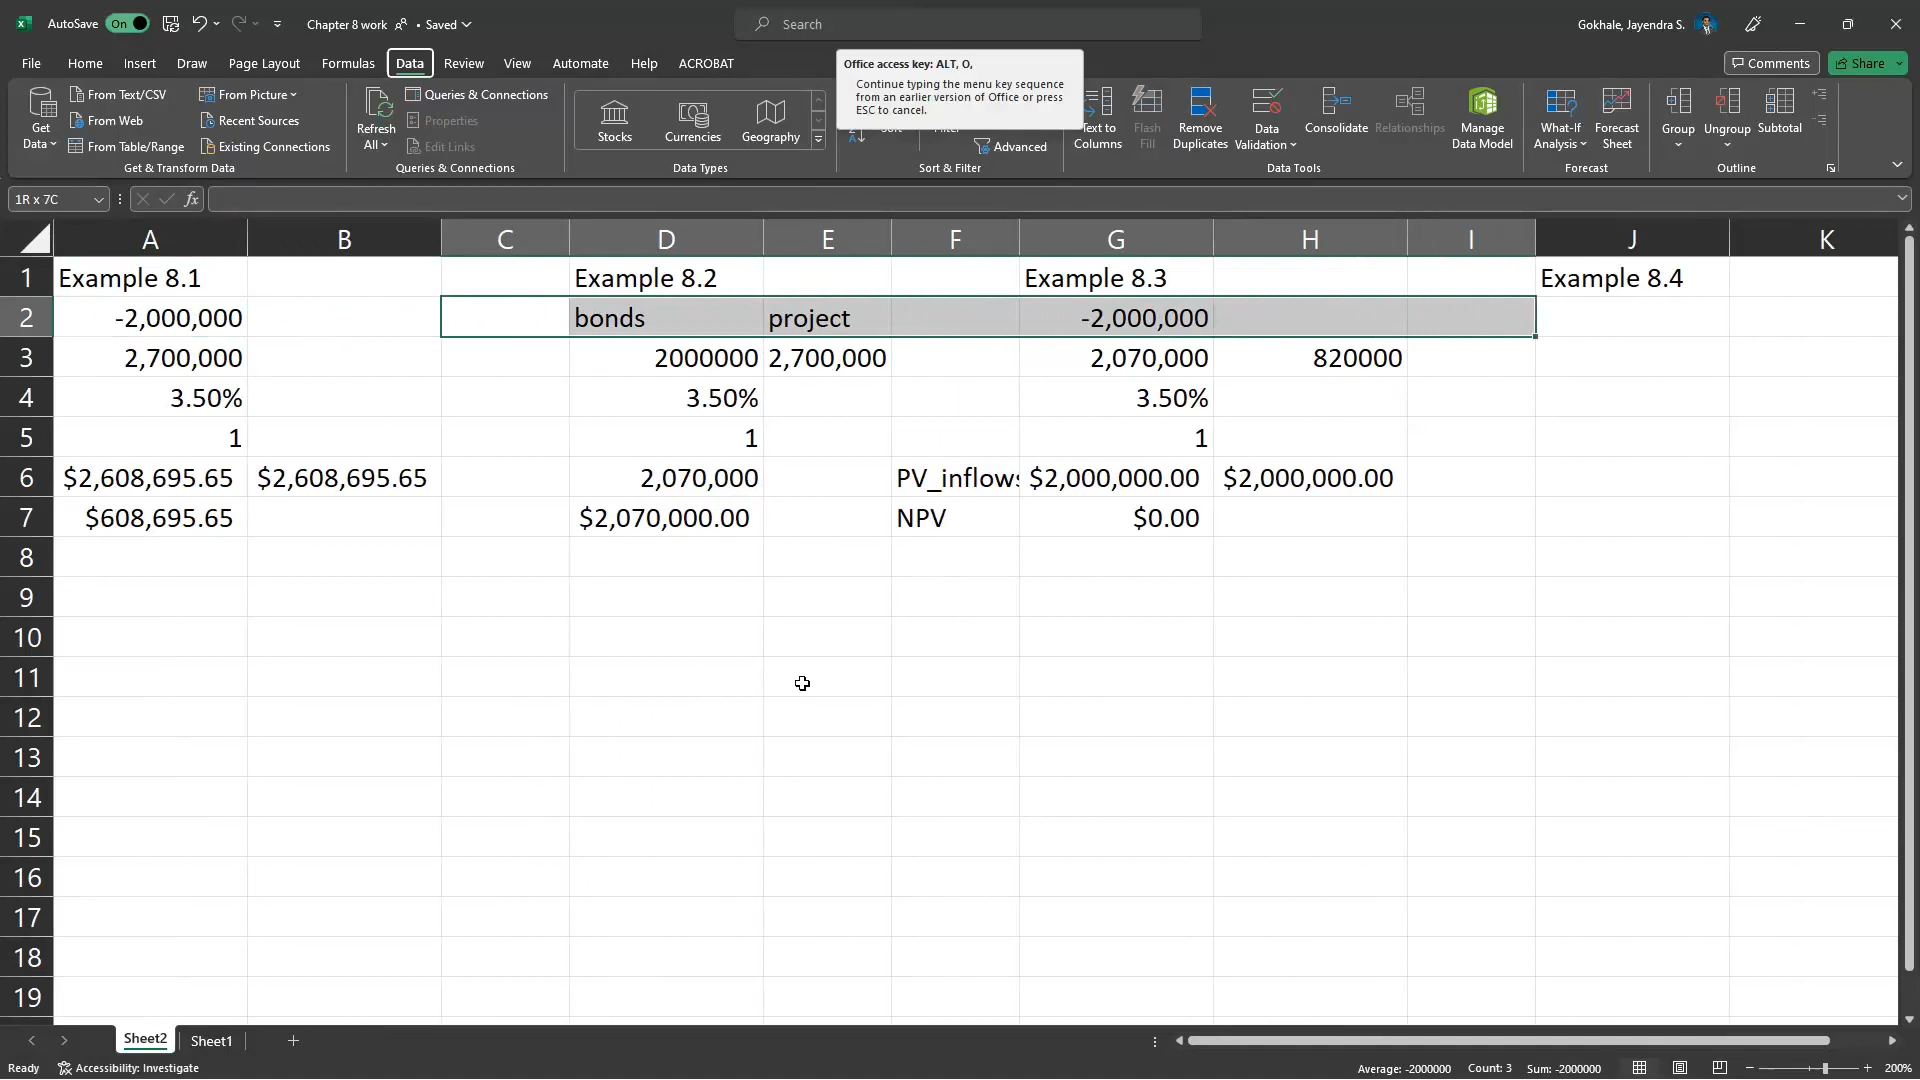 AutoSave On Chapter 8 work • Saved Search Gokhale, Jayendra S.
File Home Insert Draw Page Layout Formulas Data Review View Automate Help ACROBAT Comments Share
Office access key: ALT, O,
Continue typing the menu key sequence
from an earlier version of Office or press
ESC to cancel.
Get Data
From Text/CSV
From Web
From Table/Range
From Picture
Recent Sources
Existing Connections
Get & Transform Data
Refresh All
Queries & Connections
Properties
Edit Links
Queries & Connections
Stocks Currencies Geography
Data Types
Advanced
Sort & Filter
Text to Columns
Flash Fill
Remove Duplicates
Data Validation
Consolidate
Relationships
Manage Data Model
Data Tools
What-If Analysis
Forecast Sheet
Forecast
Group
Ungroup
Subtotal
Outline
1R x 7C fx
A B C D E F G H I J K
1 Example 8.1 Example 8.2 Example 8.3 Example 8.4
2 -2,000,000 bonds project -2,000,000
3 2,700,000 2000000 2,700,000 2,070,000 820000
4 3.50% 3.50% 3.50%
5 1 1 1
6 $2,608,695.65 $2,608,695.65 2,070,000 PV_inflows $2,000,000.00 $2,000,000.00
7 $608,695.65 $2,070,000.00 NPV $0.00
8
9
10
11
12
13
14
15
16
17
18
19
Sheet2 Sheet1
Ready Accessibility: Investigate Average: -2000000 Count: 3 Sum: -2000000 200%